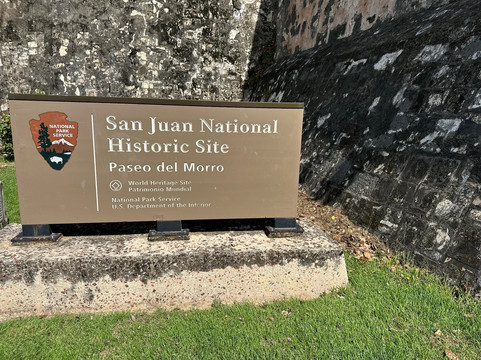 NATIONAL PARK
SERVICE
San Juan National
Historic Site
Paseo del Morro
World Heritage Site
Patrimonio Mundial
National Park Service
U.S. Department of the Interior